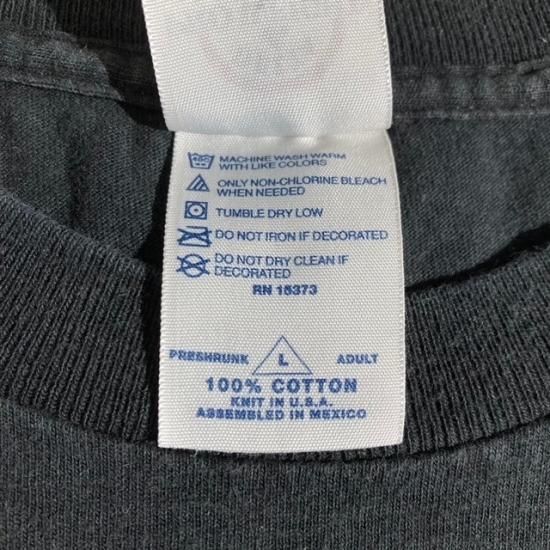 MACHINE WASH WARM
WITH LIKE COLORS
ONLY NON-CHLORINE BLEACH
WHEN NEEDED
TUMBLE DRY LOW
DO NOT IRON IF DECORATED
DO NOT DRY CLEAN IF
DECORATED
RN 15373
PRESHRUNK L ADULT
100% COTTON
KNIT IN U.S.A.
ASSEMBLED IN MEXICO